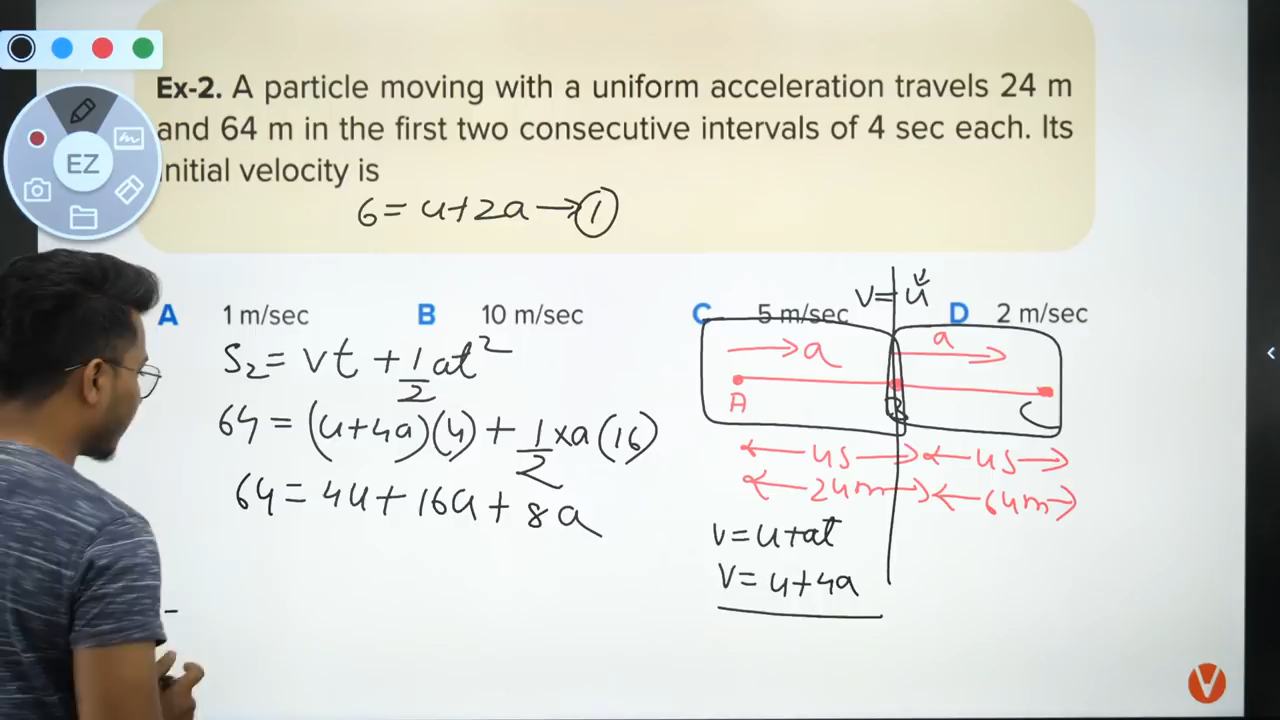 EZ
Ex-2. A particle moving with a uniform acceleration travels 24 m
and 64 m in the first two consecutive intervals of 4 sec each. Its
initial velocity is
6 = u+2a → 1
A 1 m/sec B 10 m/sec C 5 m/sec D 2 m/sec
V = u
S₂ = vt + 1/2 at²
64 = (u+4a)(4) + 1/2 × a (16)
64 = 4u + 16a + 8a
a a
A B C
4s 4s
24m 64m
v = u+at
V = u+4a
V